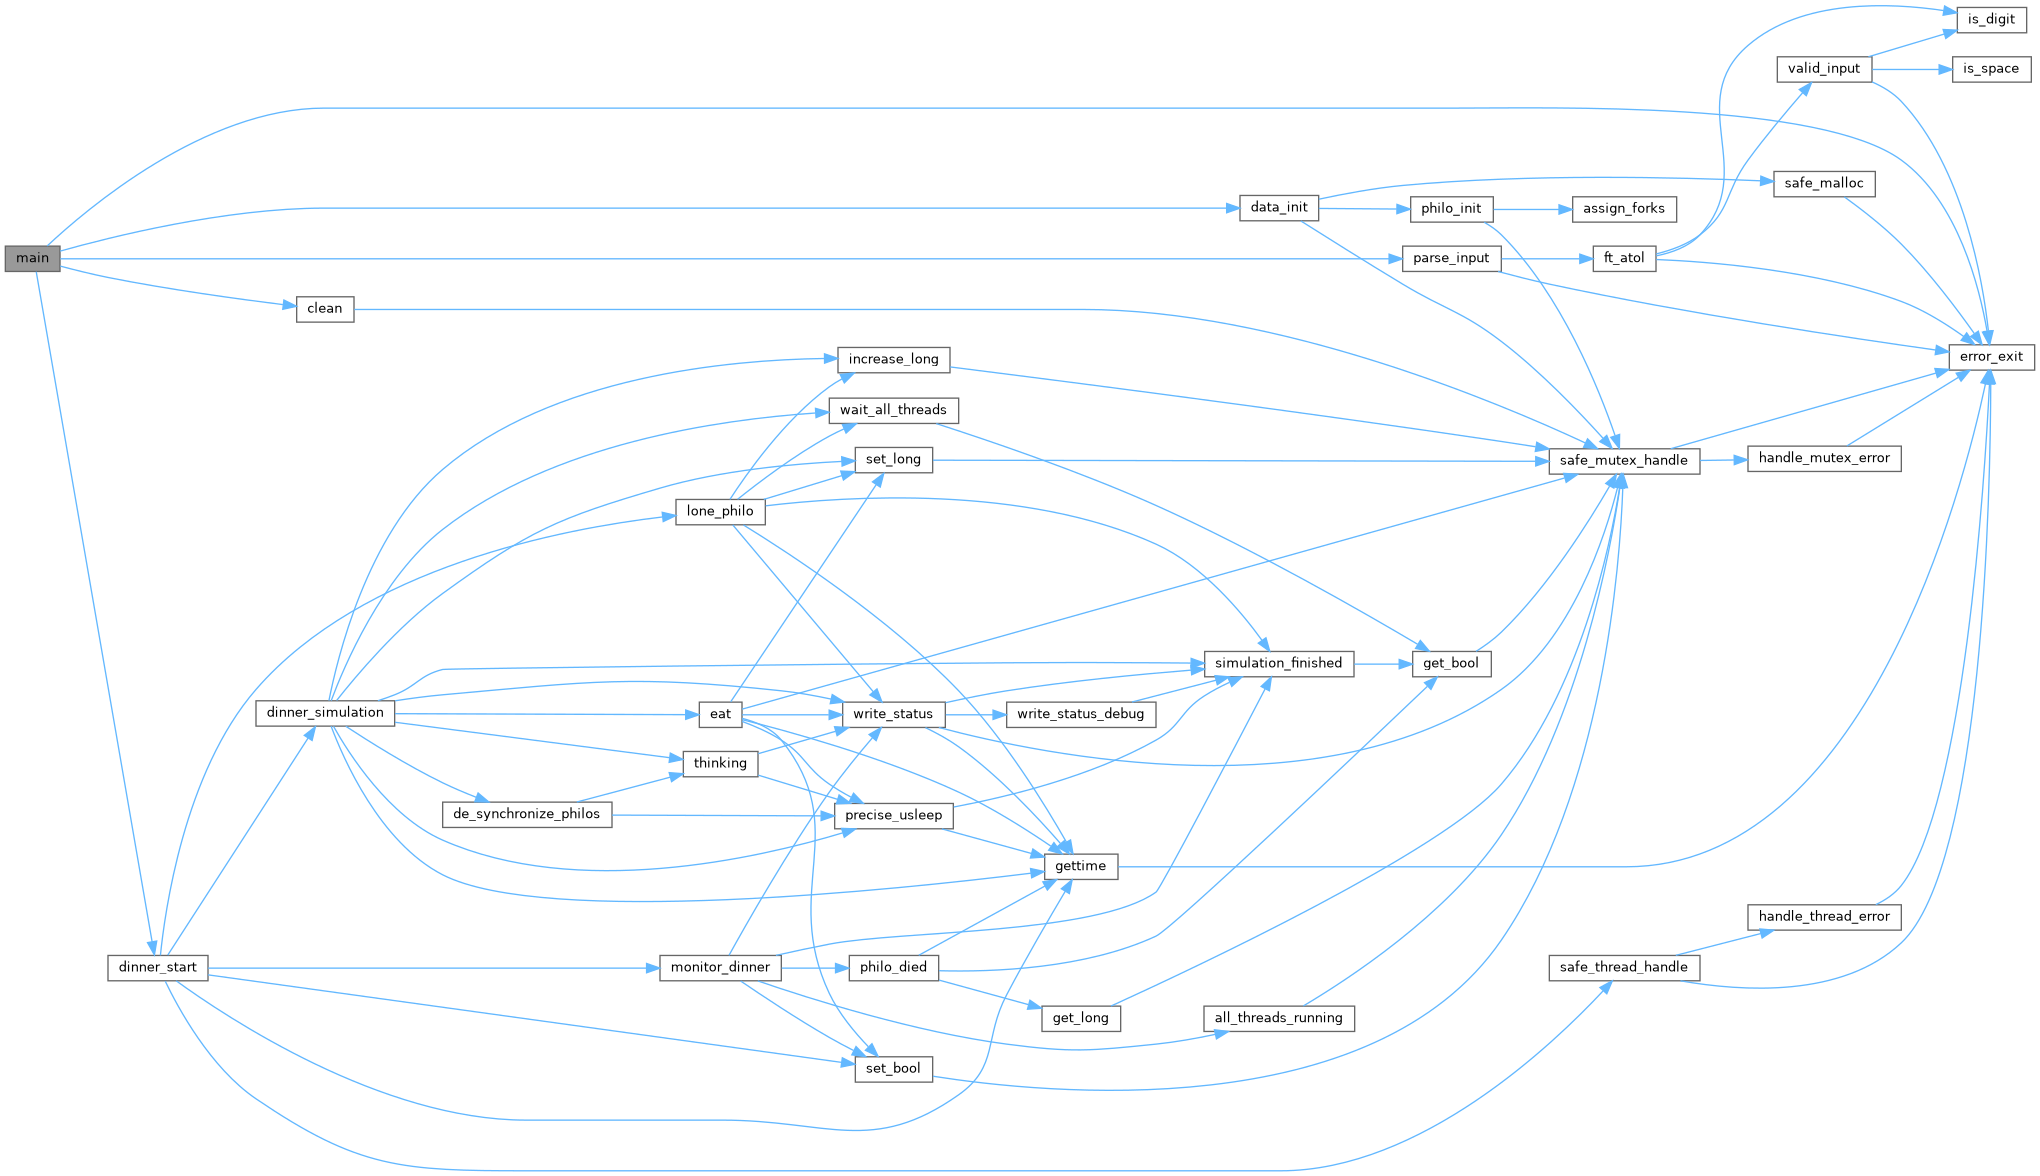 is_digit
valid_input
is_space
safe_malloc
data_init
philo_init
assign_forks
main
parse_input
ft_atol
clean
increase_long
error_exit
wait_all_threads
set_long
safe_mutex_handle
handle_mutex_error
lone_philo
simulation_finished
get_bool
dinner_simulation
eat
write_status
write_status_debug
thinking
de_synchronize_philos
precise_usleep
gettime
handle_thread_error
dinner_start
monitor_dinner
philo_died
safe_thread_handle
get_long
all_threads_running
set_bool